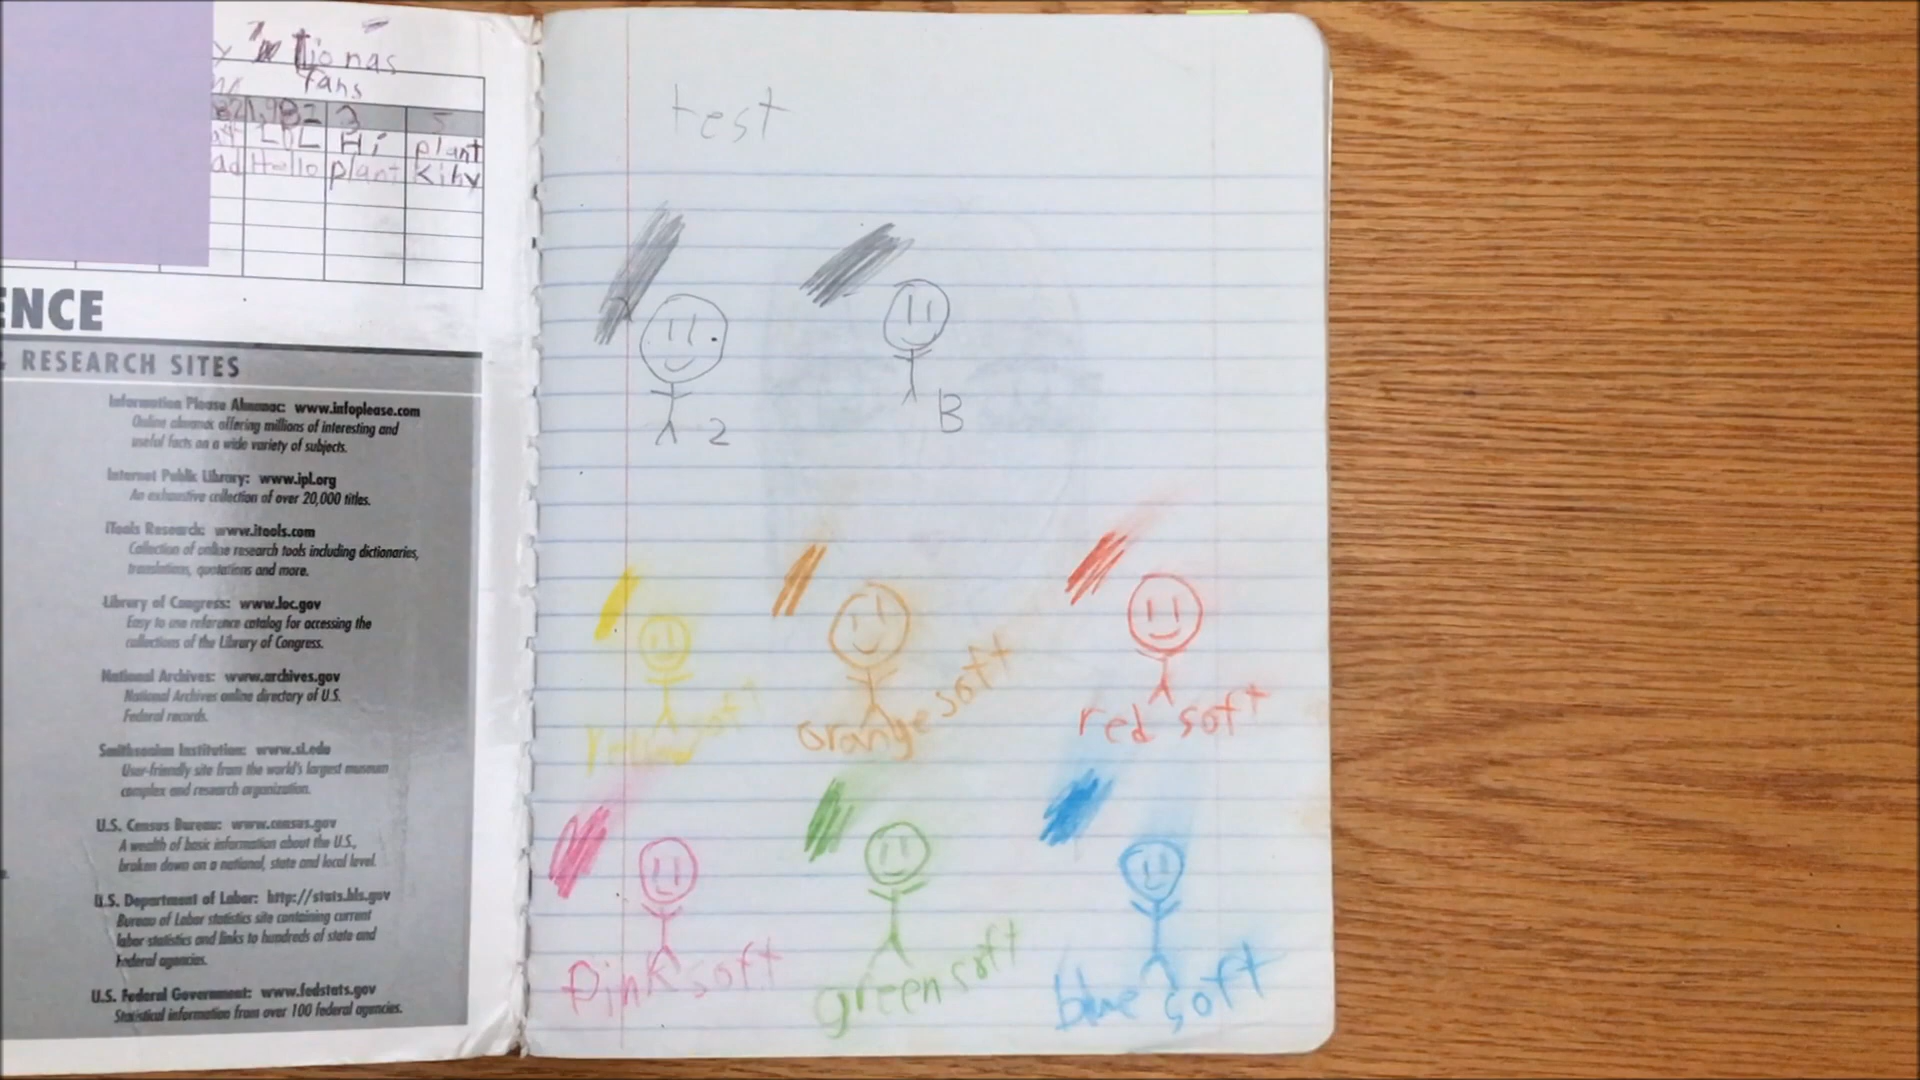 Tionas
fans
1,982 3 5
LOL Hi plant
ad Hello plant Kiby
ENCE
RESEARCH SITES
Information Please Almanac: www.infoplease.com
Online almanac offering millions of interesting and
useful facts on a wide variety of subjects.
Internet Public Library: www.ipl.org
An exhaustive collection of over 20,000 titles.
iTools Research: www.itools.com
Collection of online research tools including dictionaries,
translations, quotations and more.
Library of Congress: www.loc.gov
Easy to use reference catalog for accessing the
collections of the Library of Congress.
National Archives: www.archives.gov
National Archives online directory of U.S.
Federal records.
Smithsonian Institution: www.si.edu
User-friendly site from the world's largest museum
complex and research organization.
U.S. Census Bureau: www.census.gov
A wealth of basic information about the U.S.,
broken down on a national, state and local level.
U.S. Department of Labor: http://stats.bls.gov
Bureau of Labor statistics site containing current
labor statistics and links to hundreds of state and
Federal agencies.
U.S. Federal Government: www.fedstats.gov
Statistical information from over 100 federal agencies.
test
2 B
yellow soft orange soft red soft
Pink soft green soft blue soft